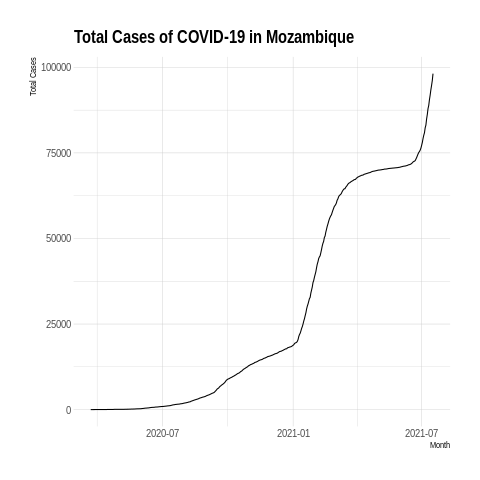 Total Cases of COVID-19 in Mozambique
Total Cases
100000
75000
50000
25000
0
2020-07
2021-01
2021-07
Month